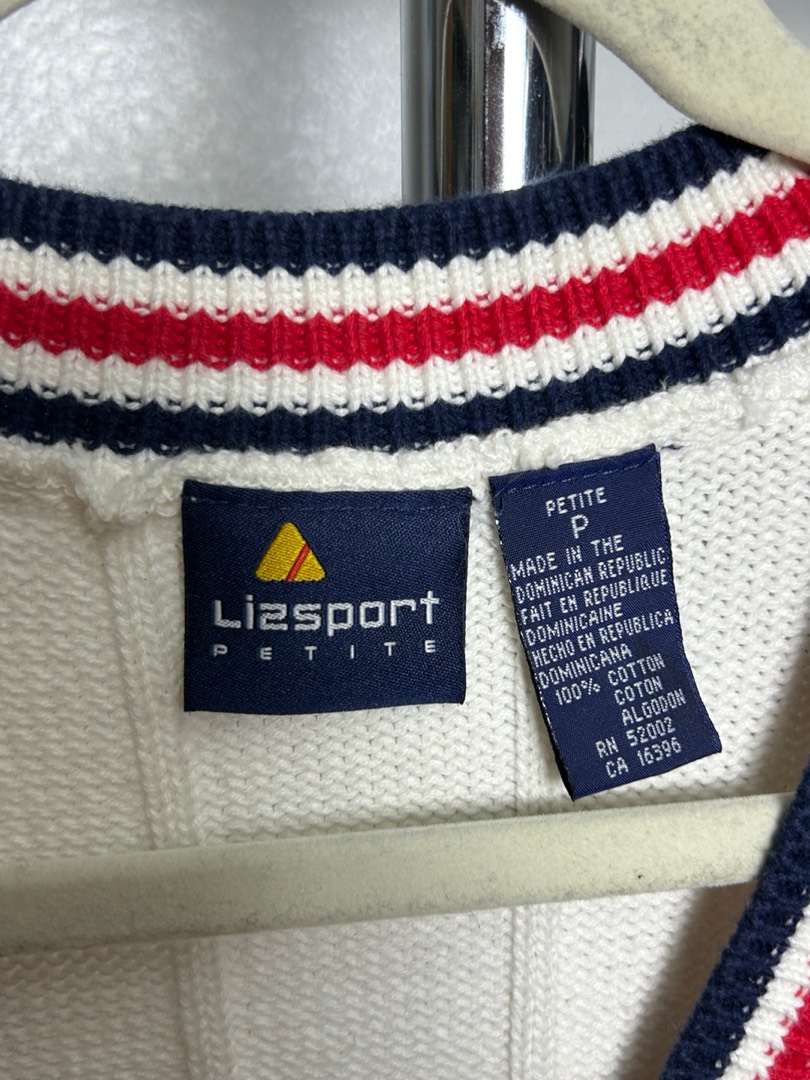 Lizsport
PETITE
PETITE
P
MADE IN THE
DOMINICAN REPUBLIC
FAIT EN REPUBLIQUE
DOMINICAINE
HECHO EN REPUBLICA
DOMINICANA
100% COTTON
COTON
ALGODON
RN 52002
CA 16396